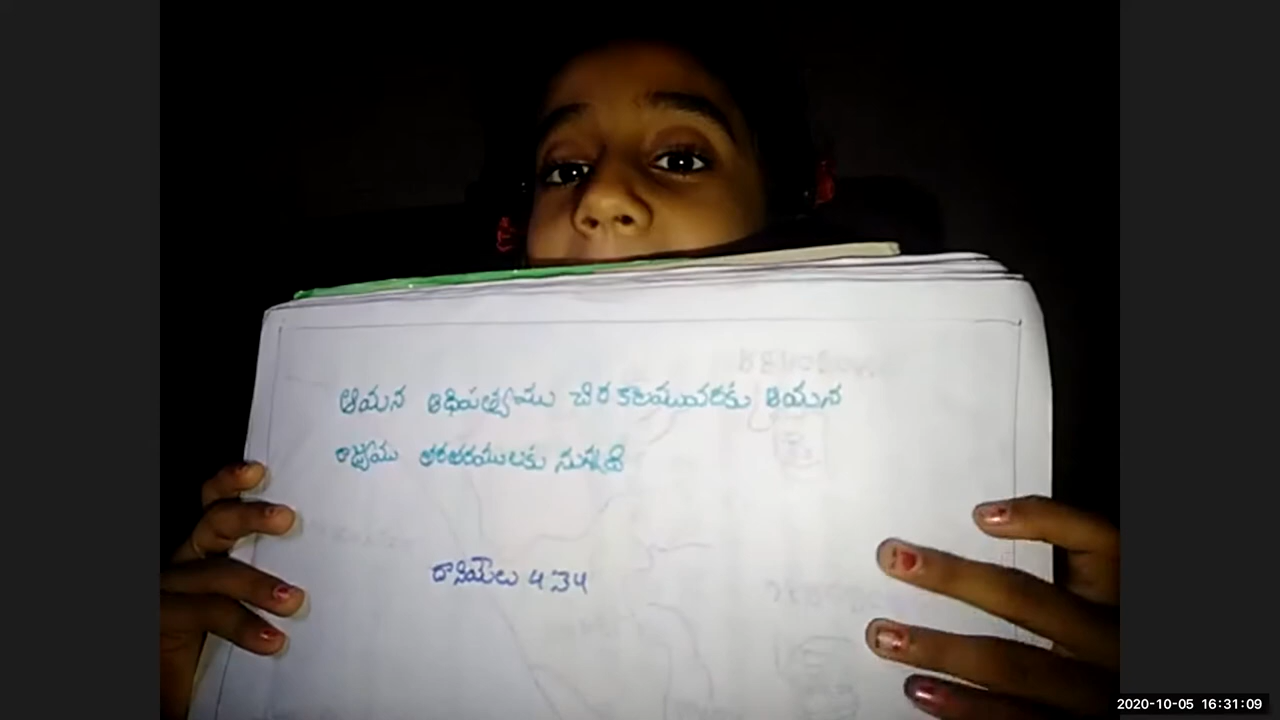 ఆయన ఆధిపత్యము చిర కాలమువరకు ఆయన
రాజ్యము తరతరములకు నున్నది
దానియేలు 4:34
2020-10-05 16:31:09